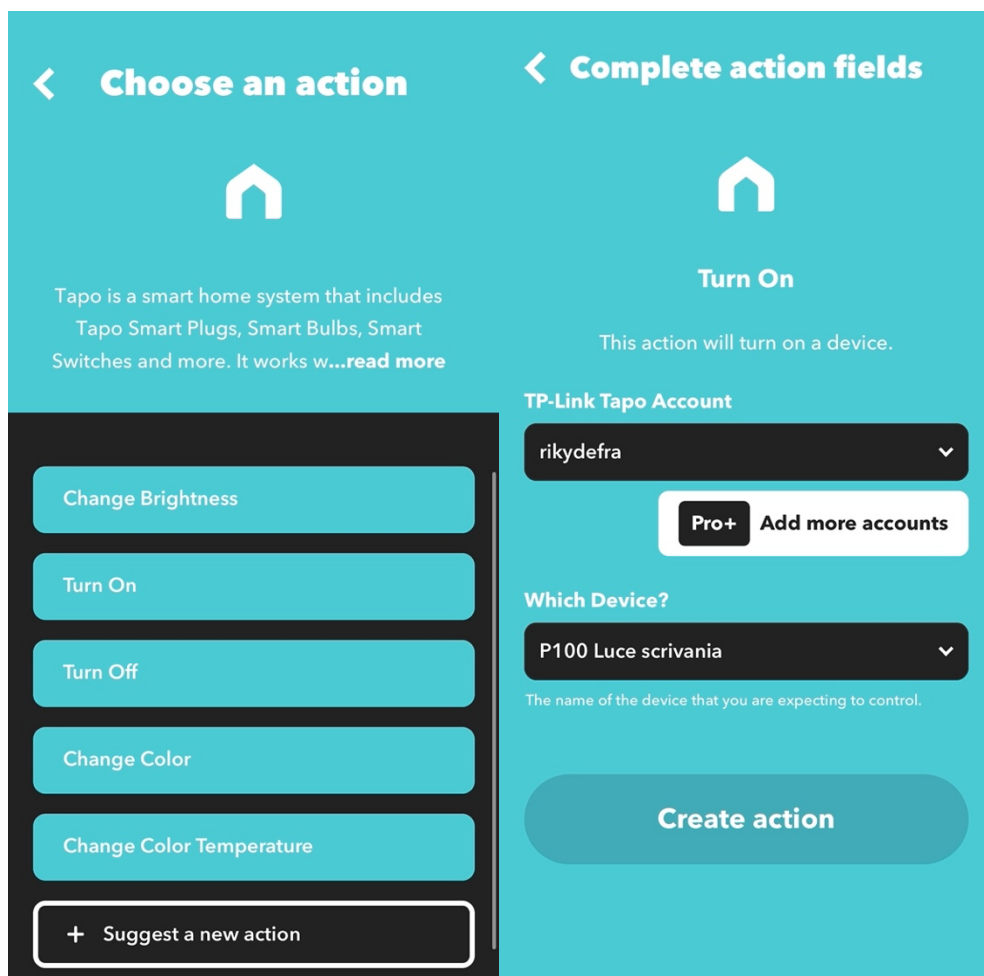 Choose an action
Tapo is a smart home system that includes
Tapo Smart Plugs, Smart Bulbs, Smart
Switches and more. It works w...read more
Change Brightness
Turn On
Turn Off
Change Color
Change Color Temperature
+ Suggest a new action
Complete action fields
Turn On
This action will turn on a device.
TP-Link Tapo Account
rikydefra
Pro+ Add more accounts
Which Device?
P100 Luce scrivania
The name of the device that you are expecting to control.
Create action